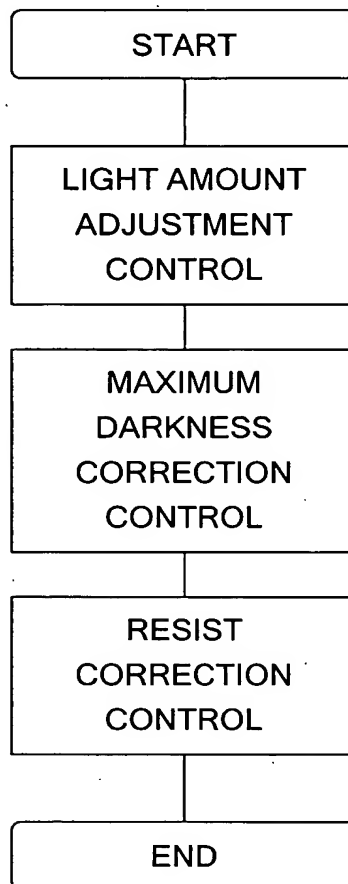 START
LIGHT AMOUNT
ADJUSTMENT
CONTROL
MAXIMUM
DARKNESS
CORRECTION
CONTROL
RESIST
CORRECTION
CONTROL
END